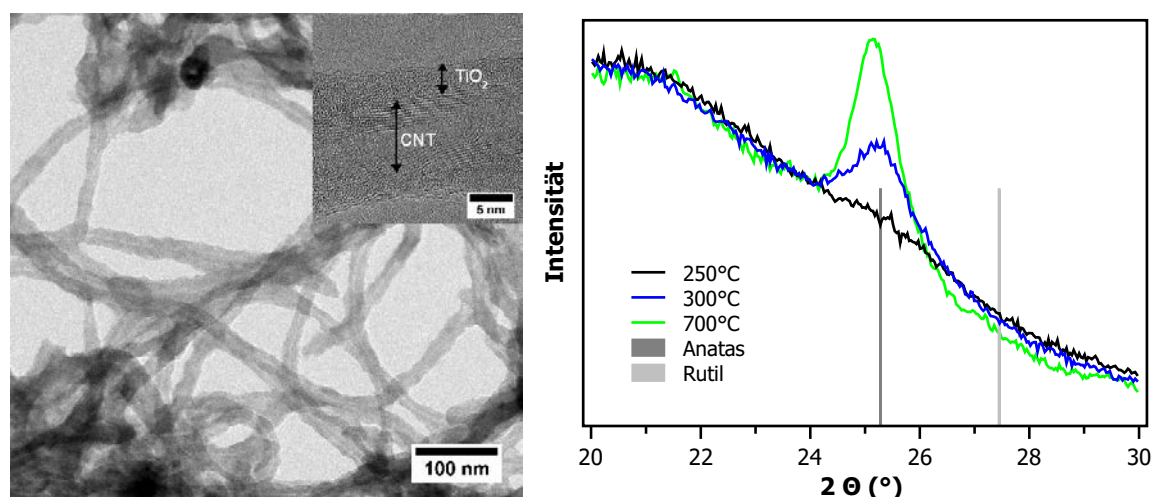 TiO2
CNT
5 nm
100 nm
Intensität
250°C
300°C
700°C
Anatas
Rutil
20 22 24 26 28 30
2 Θ (°)